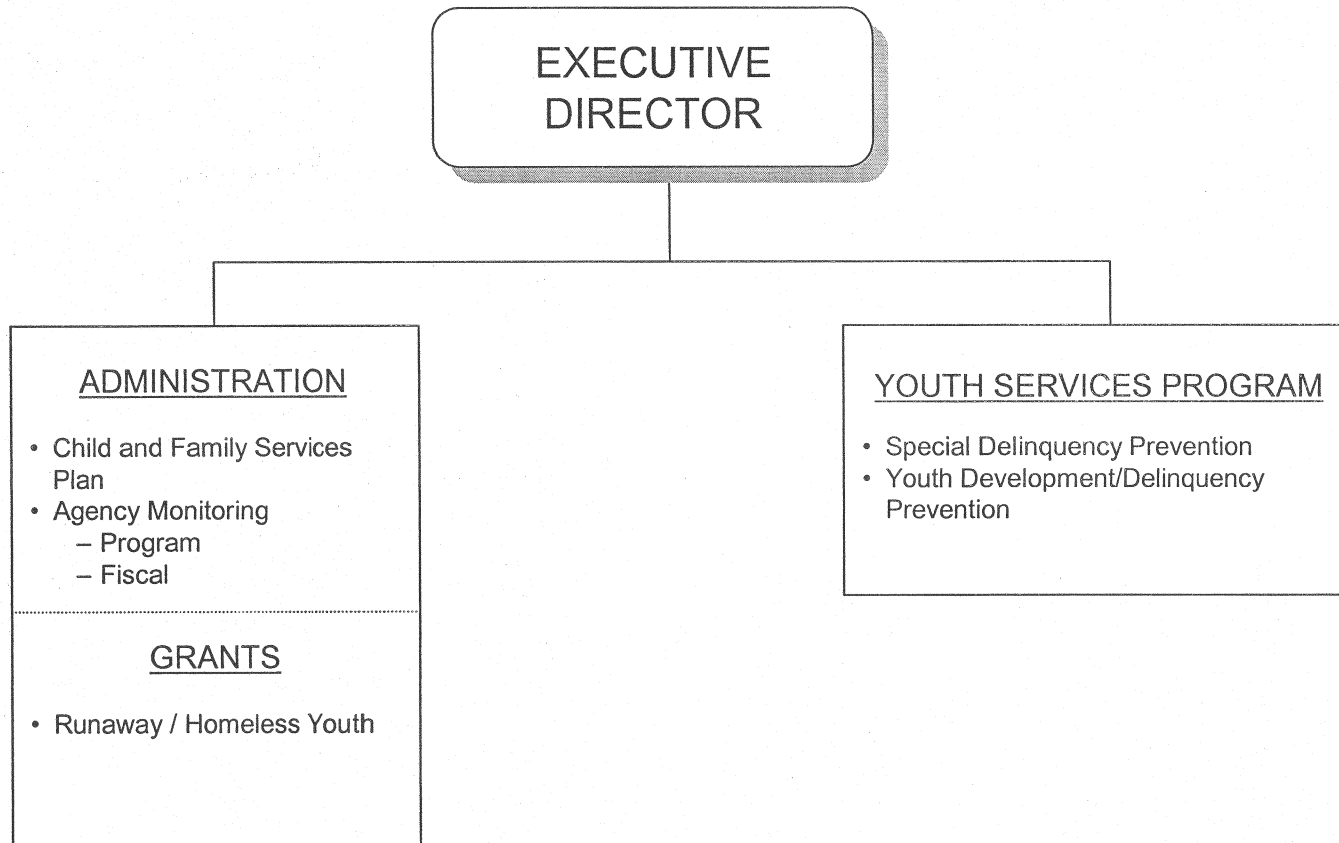 EXECUTIVE
DIRECTOR
ADMINISTRATION
• Child and Family Services
Plan
• Agency Monitoring
– Program
– Fiscal
GRANTS
• Runaway / Homeless Youth
YOUTH SERVICES PROGRAM
• Special Delinquency Prevention
• Youth Development/Delinquency
Prevention